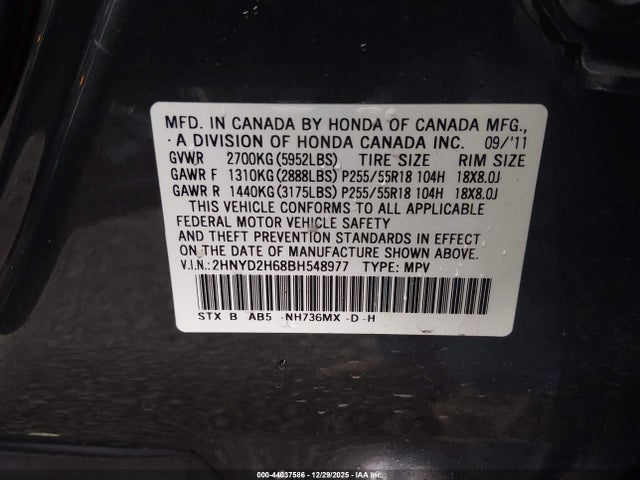 MFD. IN CANADA BY HONDA OF CANADA MFG.,
A DIVISION OF HONDA CANADA INC. 09/'11
GVWR 2700KG(5952LBS) TIRE SIZE RIM SIZE
GAWR F 1310KG(2888LBS) P255/55R18 104H 18X8.0J
GAWR R 1440KG(3175LBS) P255/55R18 104H 18X8.0J
THIS VEHICLE CONFORMS TO ALL APPLICABLE
FEDERAL MOTOR VEHICLE SAFETY
AND THEFT PREVENTION STANDARDS IN EFFECT
ON THE DATE OF MANUFACTURE SHOWN ABOVE.
V.I.N.: 2HNYD2H68BH548977 TYPE: MPV
STX B AB5 -NH736MX -D -H
000-44037586 - 12/29/2025 - IAA Inc.